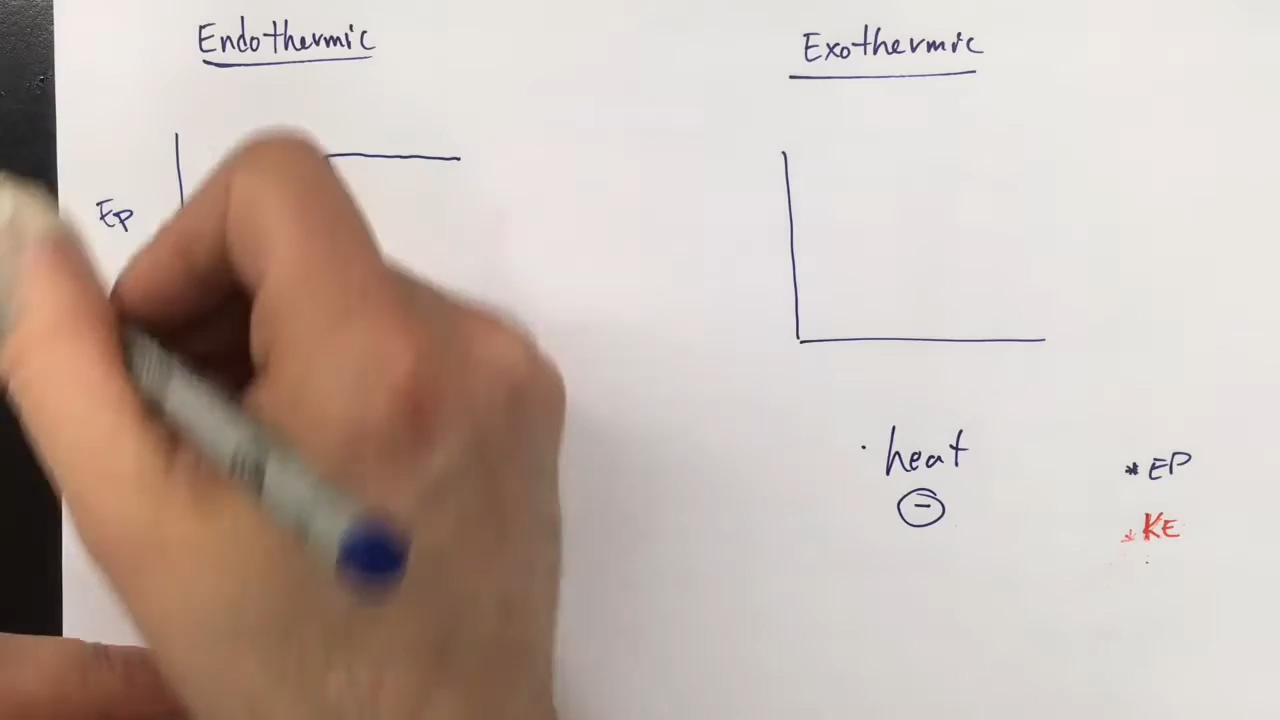 Endothermic
Exothermic
Ep
· heat
-
* EP
* KE